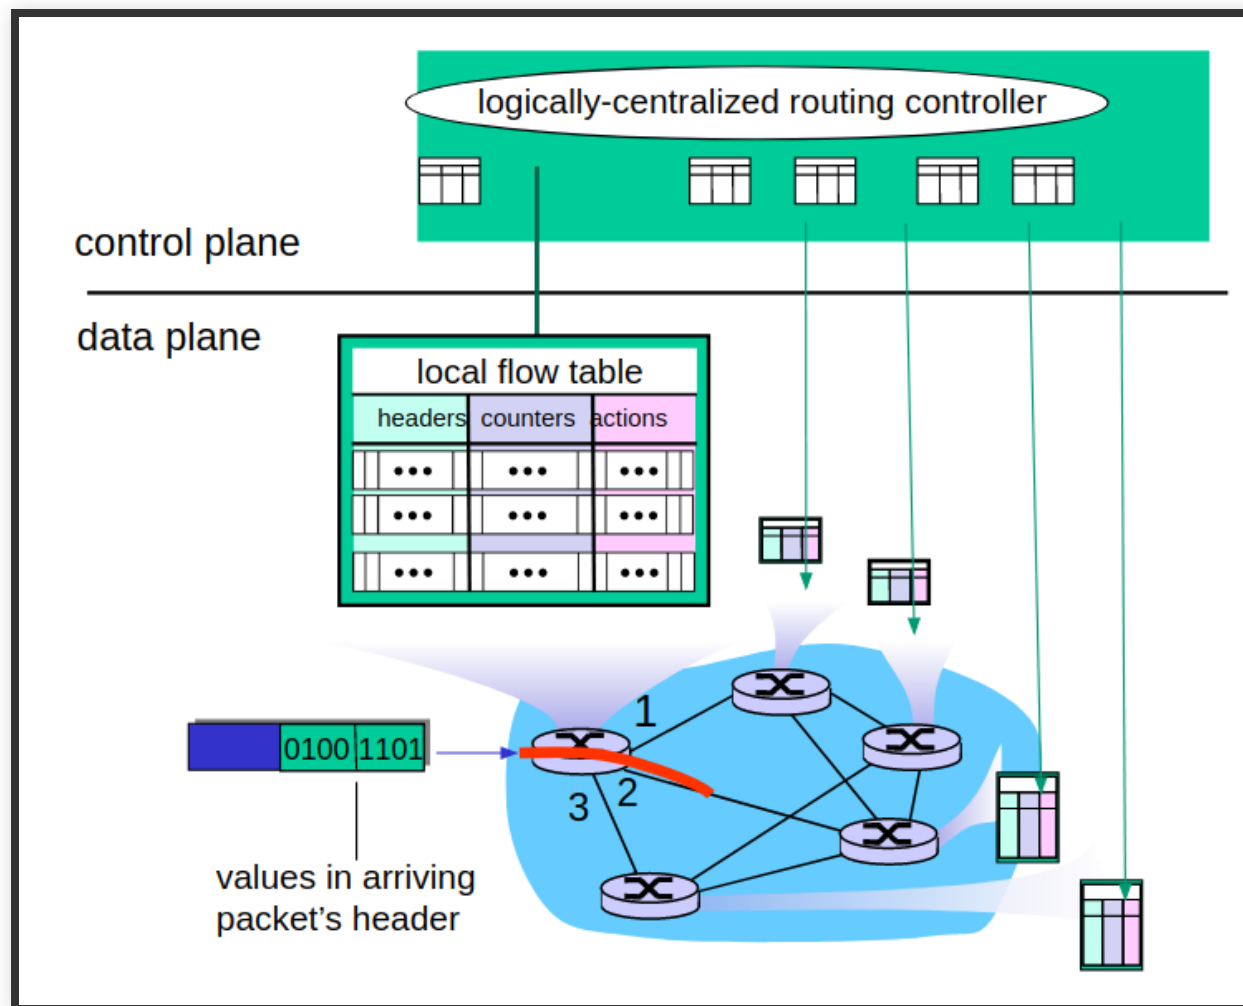 logically-centralized routing controller
control plane
data plane
local flow table
headers counters actions
1
0100 1101
2
3
values in arriving
packet's header